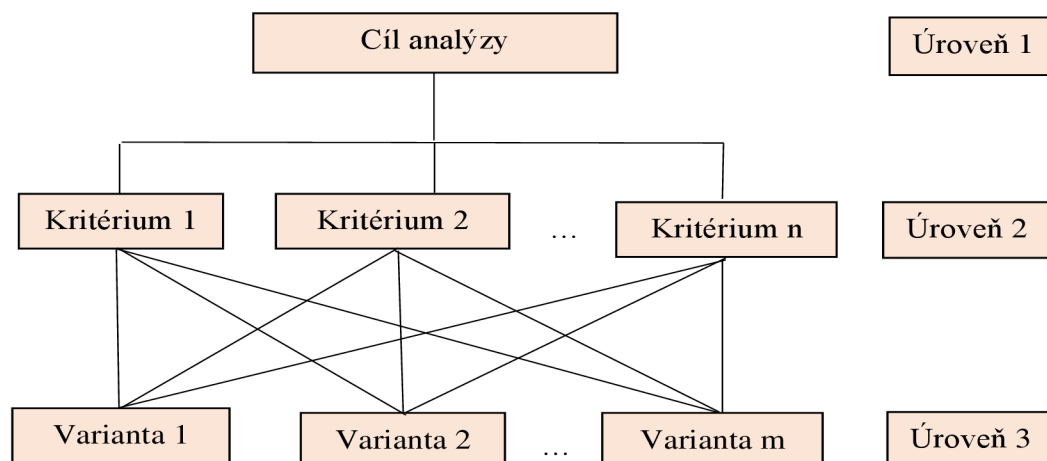 Cíl analýzy
Úroveň 1
Kritérium 1
Kritérium 2
...
Kritérium n
Úroveň 2
Varianta 1
Varianta 2
...
Varianta m
Úroveň 3